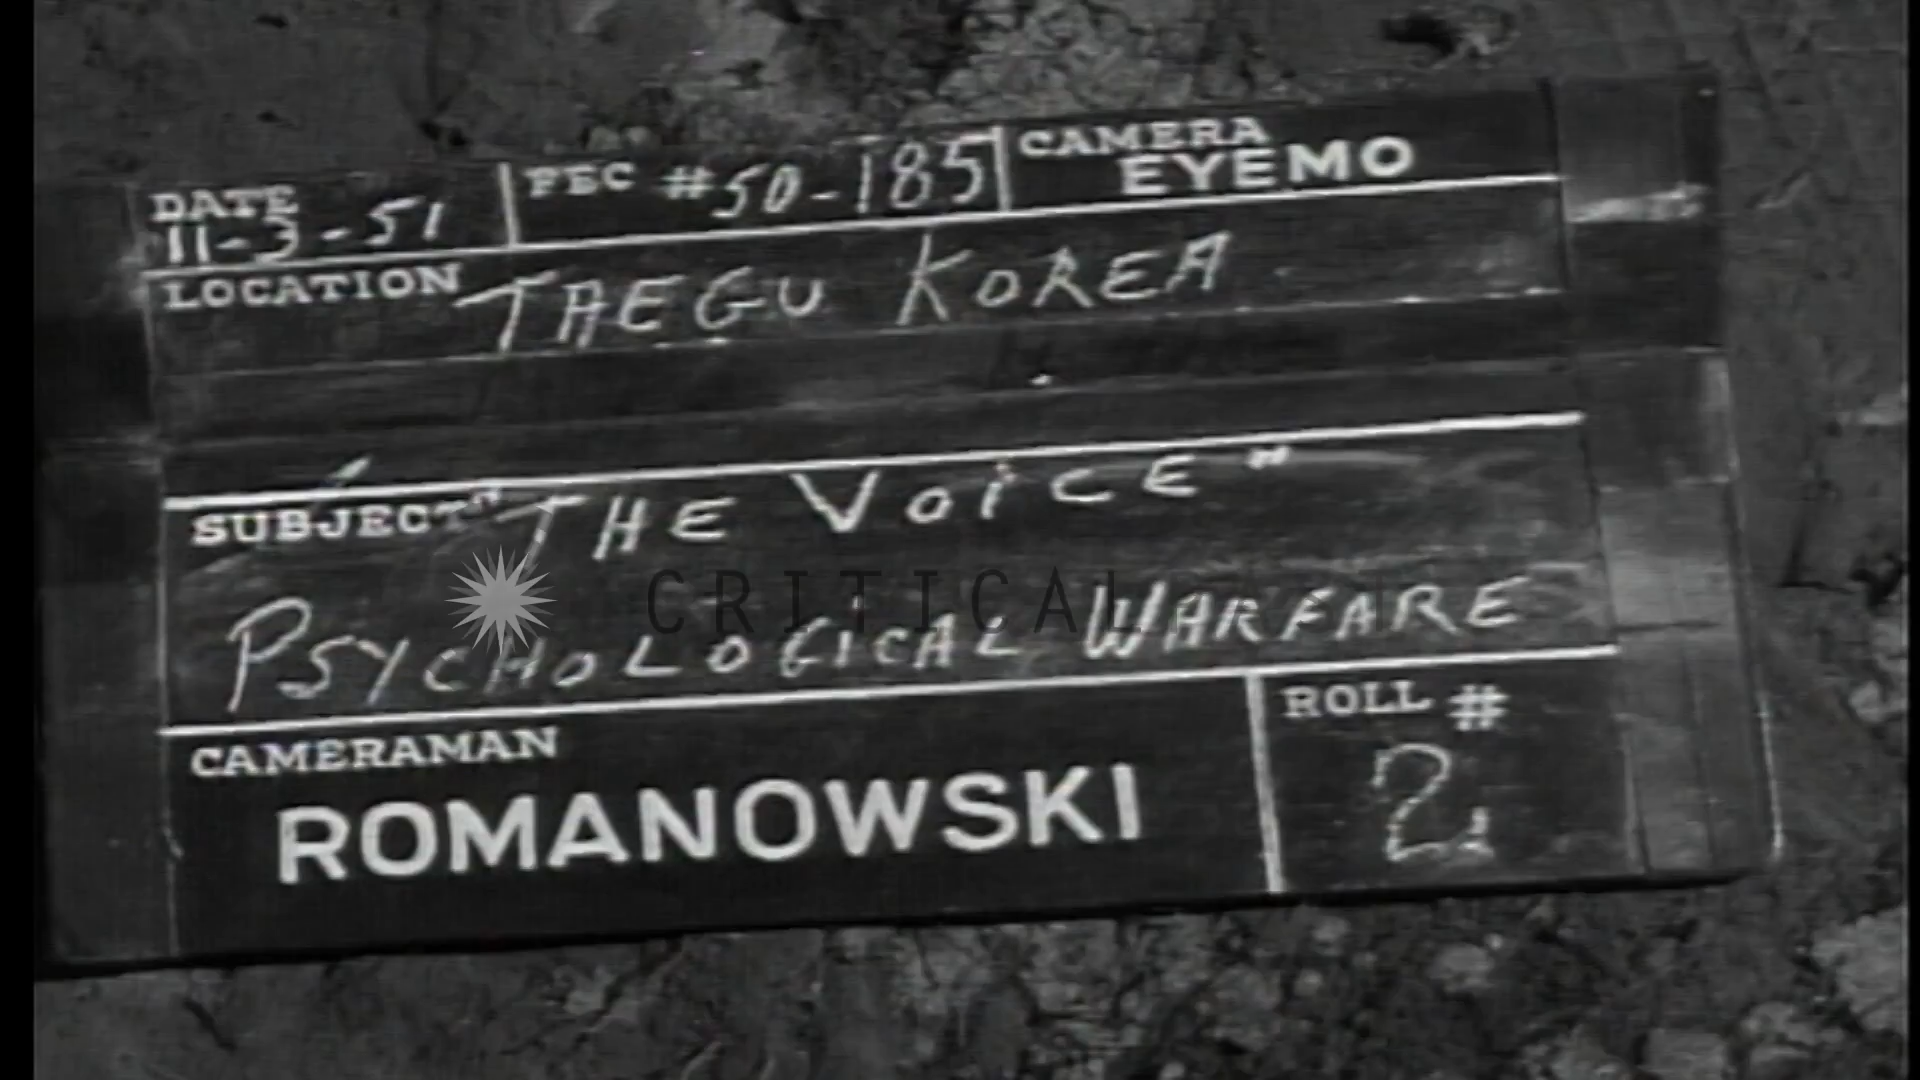 DATE
11-3-51
FEC #50-185
CAMERA
EYEMO
LOCATION TAEGU KOREA
SUBJECT "THE VOICE"
PSYCHOLOGICAL WARFARE
CRITICAL
CAMERAMAN
ROMANOWSKI
ROLL #
2